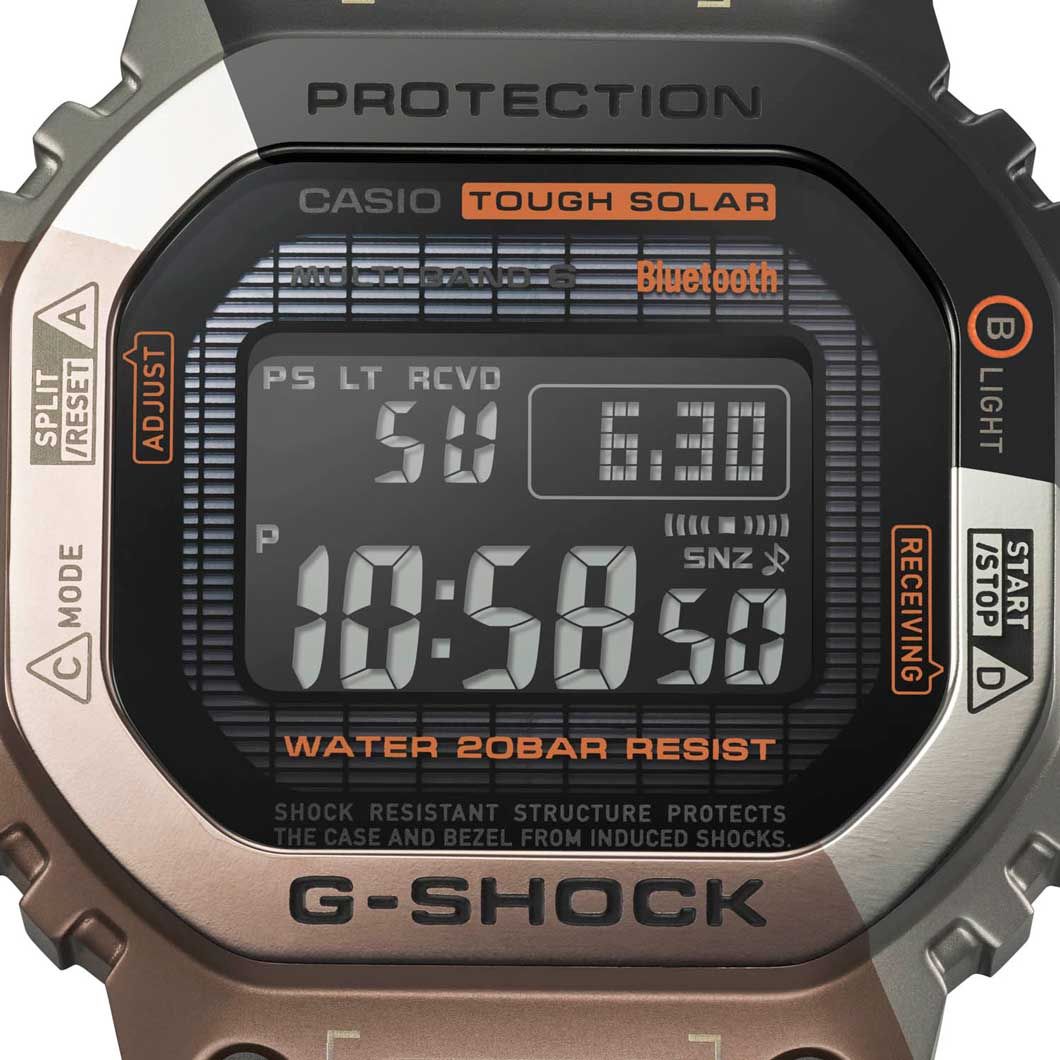 PROTECTION
CASIO TOUGH SOLAR
MULTI BAND 6 Bluetooth
A SPLIT /RESET
ADJUST
B LIGHT
PS LT RCVD
SU 6.30
P SNZ
10:58 50
C MODE
RECEIVING
START /STOP D
WATER 20BAR RESIST
SHOCK RESISTANT STRUCTURE PROTECTS
THE CASE AND BEZEL FROM INDUCED SHOCKS.
G-SHOCK